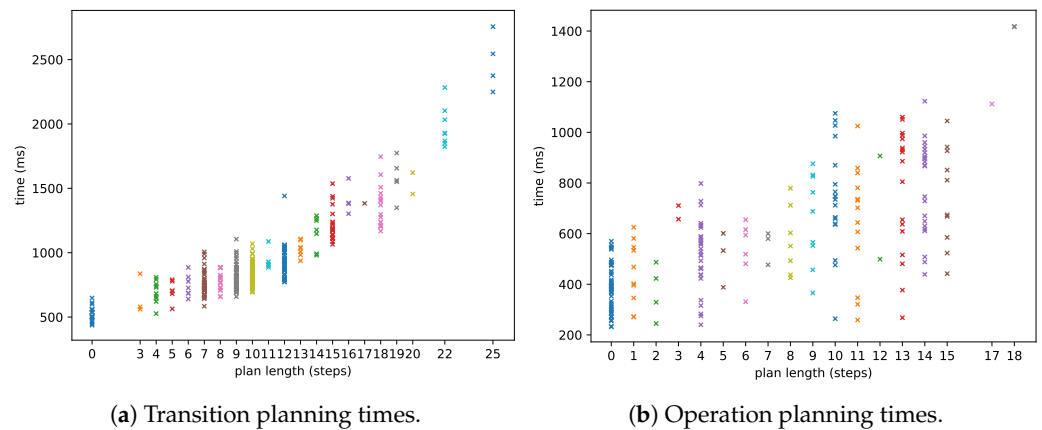 2500
2000
1500
1000
500
time (ms)
0 3 4 5 6 7 8 9 10 11 12 13 14 15 16 17 18 19 20 22 25
plan length (steps)
(a) Transition planning times.
1400
1200
1000
800
600
400
200
time (ms)
0 1 2 3 4 5 6 7 8 9 10 11 12 13 14 15 17 18
plan length (steps)
(b) Operation planning times.